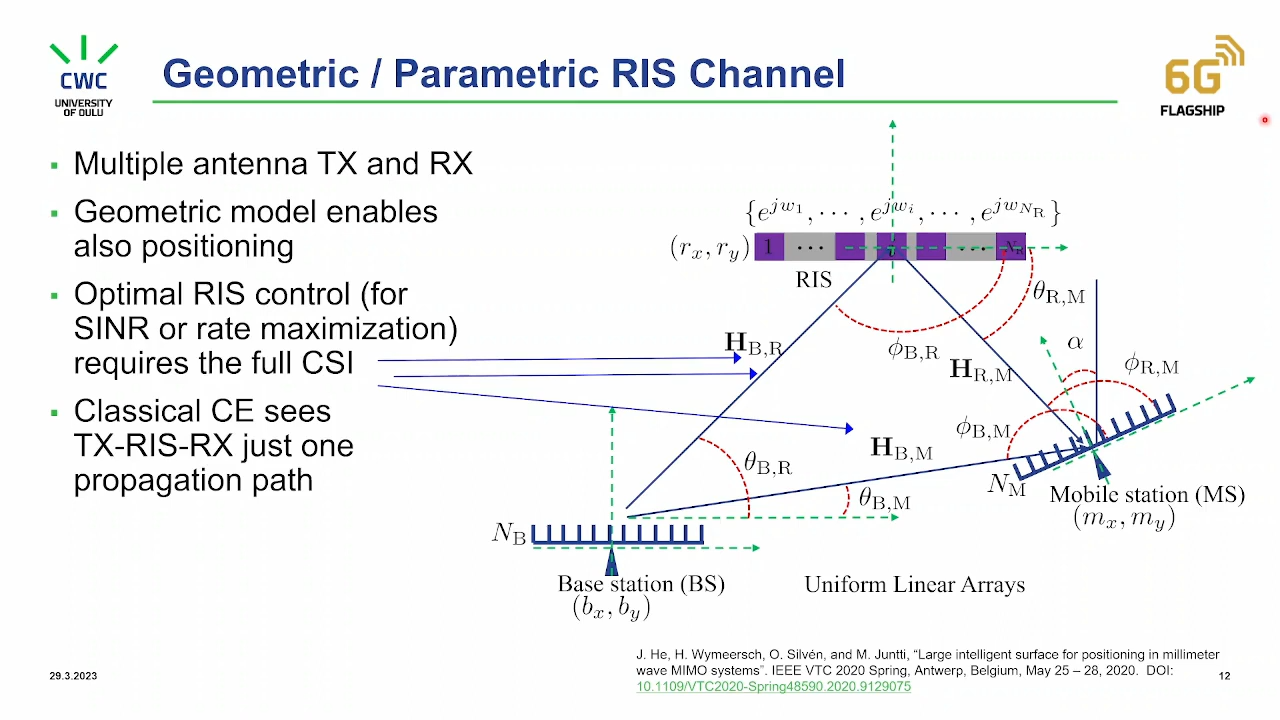 CWC
UNIVERSITY
OF OULU
Geometric / Parametric RIS Channel
6G
FLAGSHIP
▪ Multiple antenna TX and RX
▪ Geometric model enables
also positioning
▪ Optimal RIS control (for
SINR or rate maximization)
requires the full CSI
▪ Classical CE sees
TX-RIS-RX just one
propagation path
{e^{jw_1}, ⋯, e^{jw_i}, ⋯, e^{jw_{N_R}}}
(r_x, r_y) 1 ⋯ i ⋯ N_R
RIS
θ_{R,M}
H_{B,R}
ϕ_{B,R}
α
H_{R,M}
ϕ_{R,M}
ϕ_{B,M}
H_{B,M}
θ_{B,R}
θ_{B,M}
N_M
Mobile station (MS)
(m_x, m_y)
N_B
Base station (BS)
(b_x, b_y)
Uniform Linear Arrays
J. He, H. Wymeersch, O. Silvén, and M. Juntti, “Large intelligent surface for positioning in millimeter
wave MIMO systems”. IEEE VTC 2020 Spring, Antwerp, Belgium, May 25 – 28, 2020. DOI:
10.1109/VTC2020-Spring48590.2020.9129075
29.3.2023
12